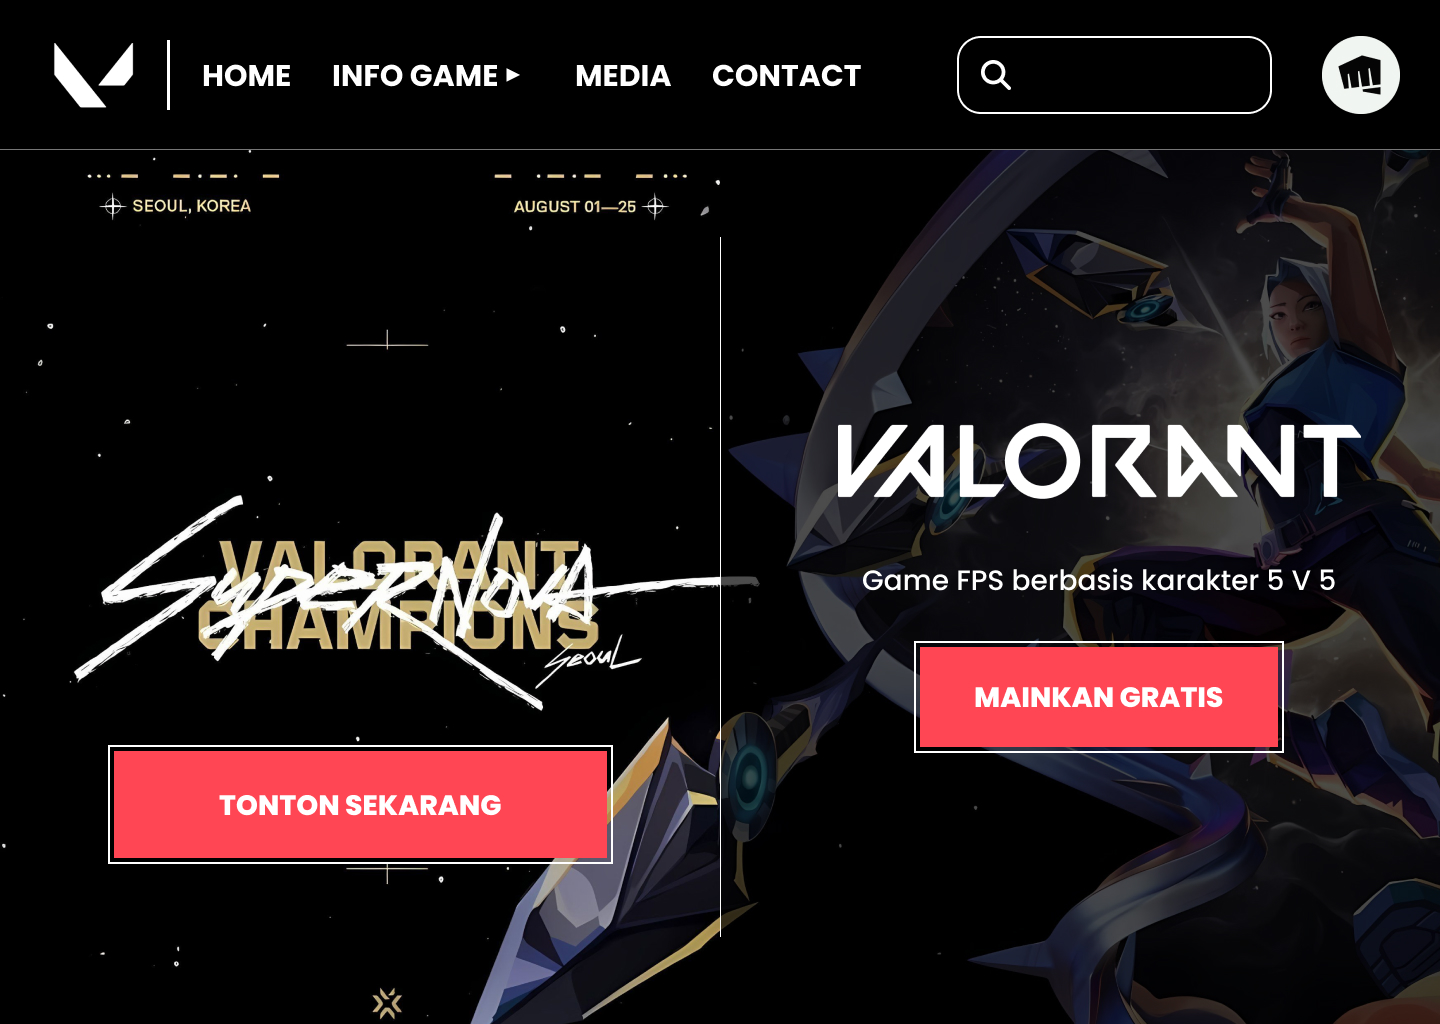 HOME INFO GAME MEDIA CONTACT
SEOUL, KOREA
AUGUST 01—25
VALORANT
SUPERNOVA
CHAMPIONS
SEOUL
TONTON SEKARANG
VALORANT
Game FPS berbasis karakter 5 V 5
MAINKAN GRATIS